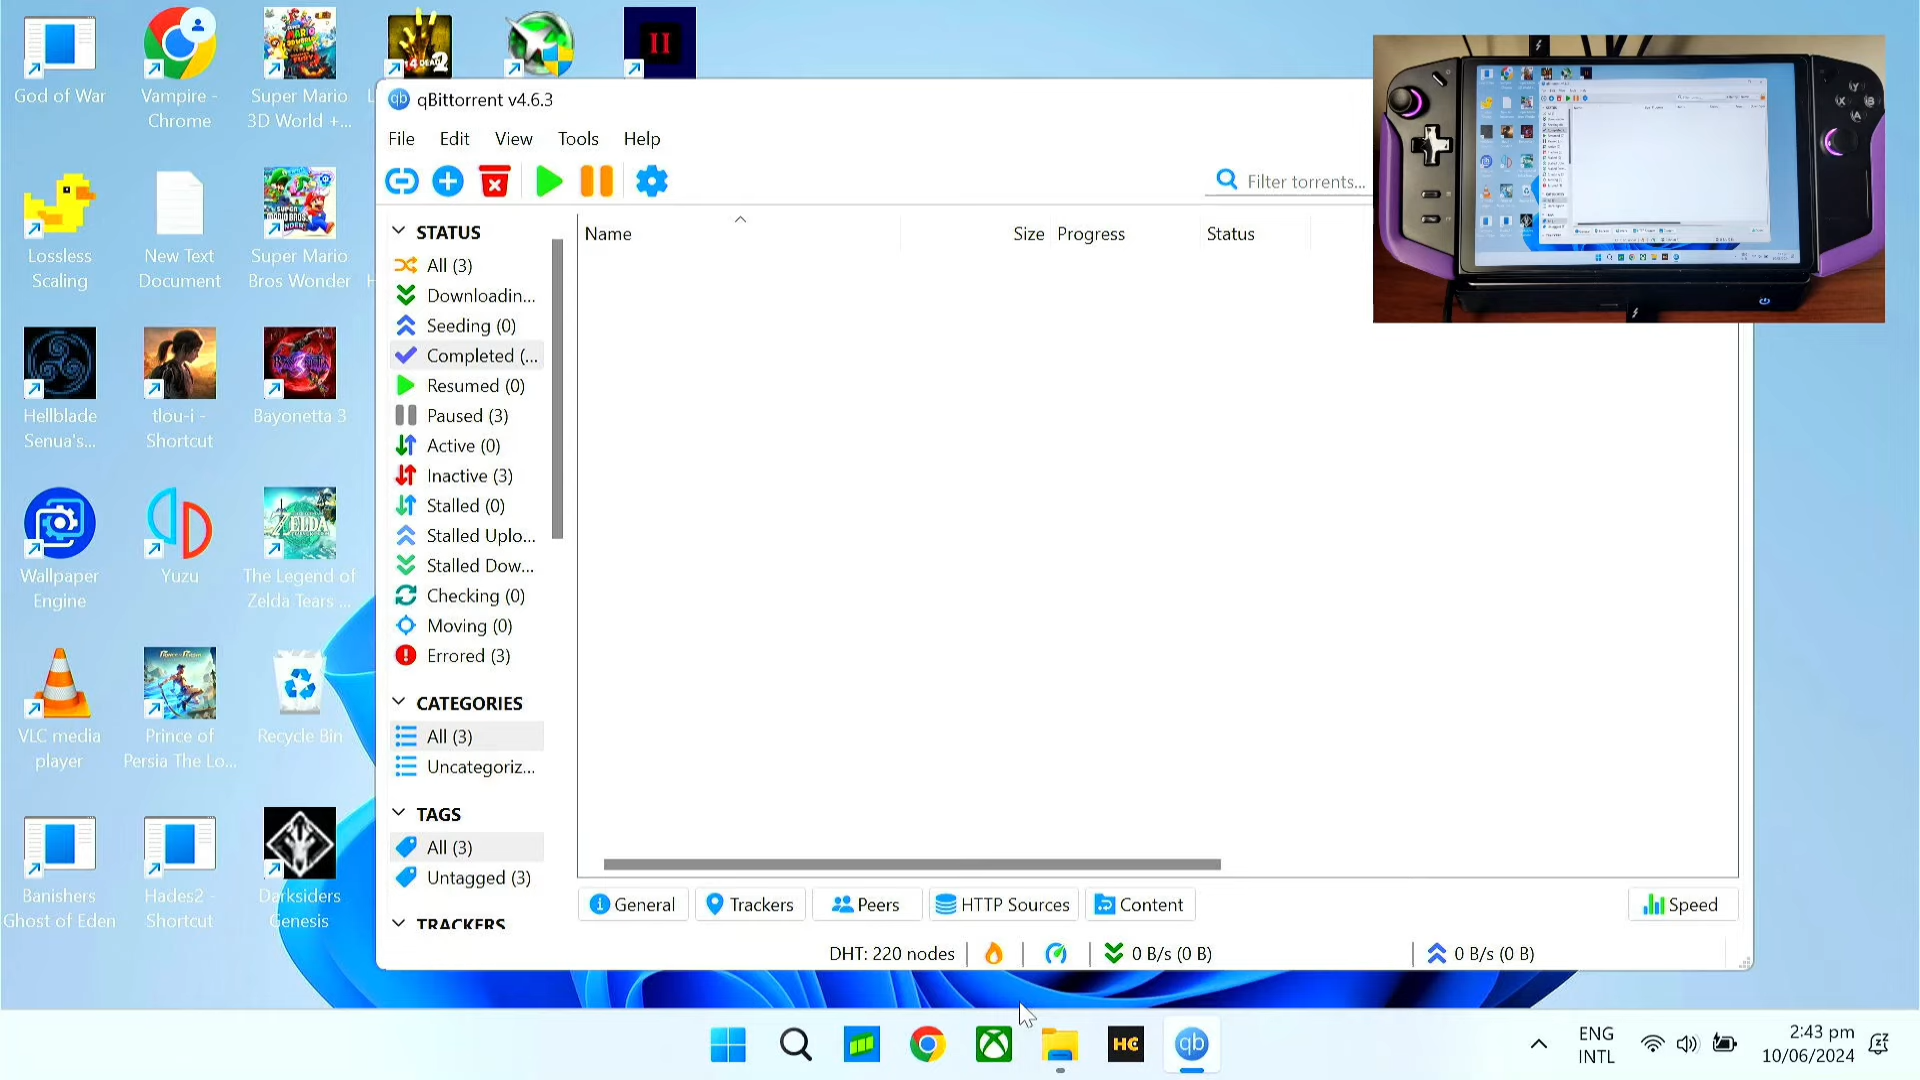 God of War
Vampire -
Chrome
Super Mario
3D World +...
2
II
qb
qBittorrent v4.6.3
File
Edit
View
Tools
Help
Filter torrents...
Lossless
Scaling
New Text
Document
Super Mario
Bros Wonder
Hellblade
Senua's...
tlou-i -
Shortcut
Bayonetta 3
Wallpaper
Engine
Yuzu
ZELDA
The Legend of
Zelda Tears ...
VLC media
player
Prince of
Persia The Lo...
Recycle Bin
Banishers
Ghost of Eden
Hades2 -
Shortcut
Darksiders
Genesis
STATUS
All (3)
Downloadin...
Seeding (0)
Completed (...
Resumed (0)
Paused (3)
Active (0)
Inactive (3)
Stalled (0)
Stalled Uplo...
Stalled Dow...
Checking (0)
Moving (0)
Errored (3)
CATEGORIES
All (3)
Uncategoriz...
TAGS
All (3)
Untagged (3)
TRACKERS
Name
Size
Progress
Status
General
Trackers
Peers
HTTP Sources
Content
Speed
DHT: 220 nodes
0 B/s (0 B)
0 B/s (0 B)
HC
qb
ENG
INTL
2:43 pm
10/06/2024